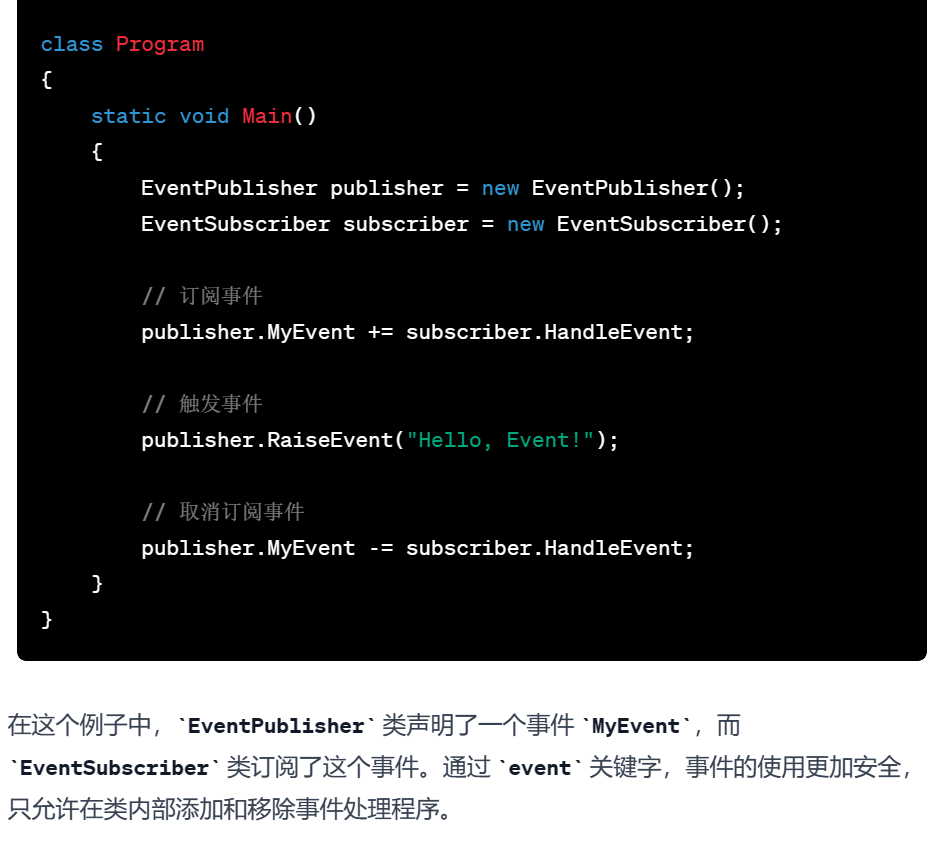 class Program
{
    static void Main()
    {
        EventPublisher publisher = new EventPublisher();
        EventSubscriber subscriber = new EventSubscriber();

        // 订阅事件
        publisher.MyEvent += subscriber.HandleEvent;

        // 触发事件
        publisher.RaiseEvent("Hello, Event!");

        // 取消订阅事件
        publisher.MyEvent -= subscriber.HandleEvent;
    }
}
在这个例子中，`EventPublisher` 类声明了一个事件 `MyEvent`，而
`EventSubscriber` 类订阅了这个事件。通过 `event` 关键字，事件的使用更加安全，
只允许在类内部添加和移除事件处理程序。